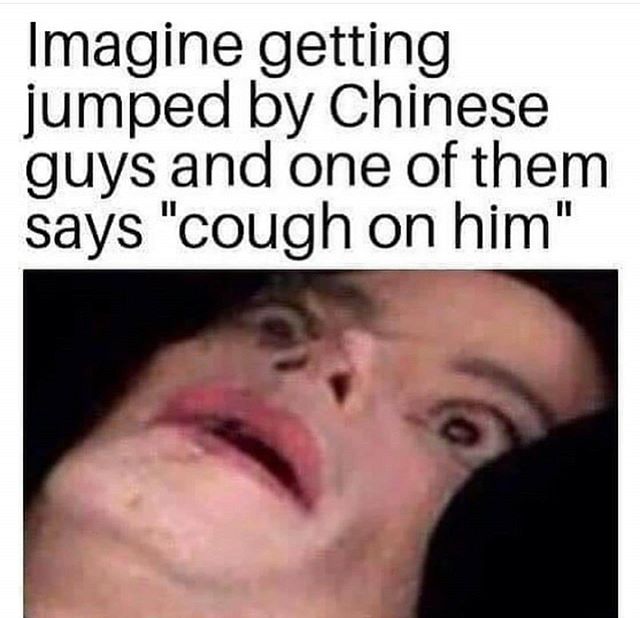 Imagine getting
jumped by Chinese
guys and one of them
says "cough on him"